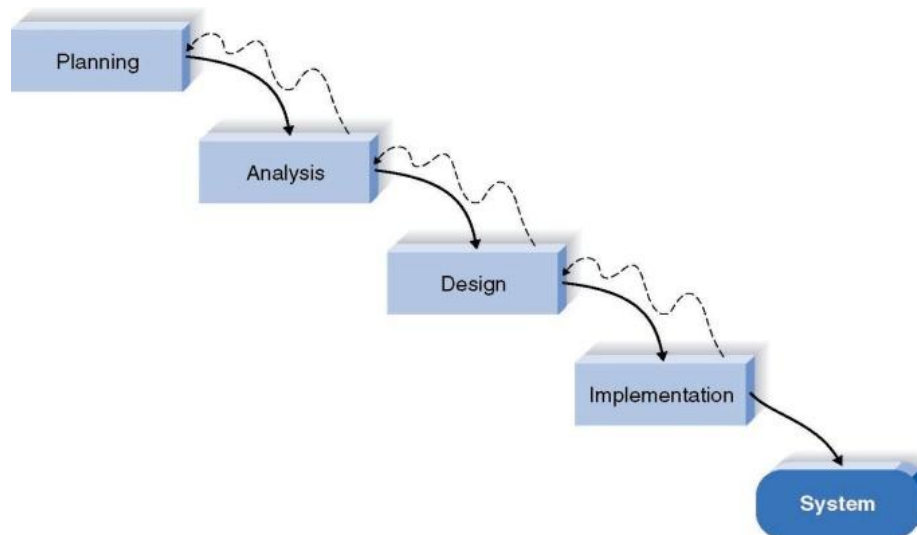 Planning
Analysis
Design
Implementation
System